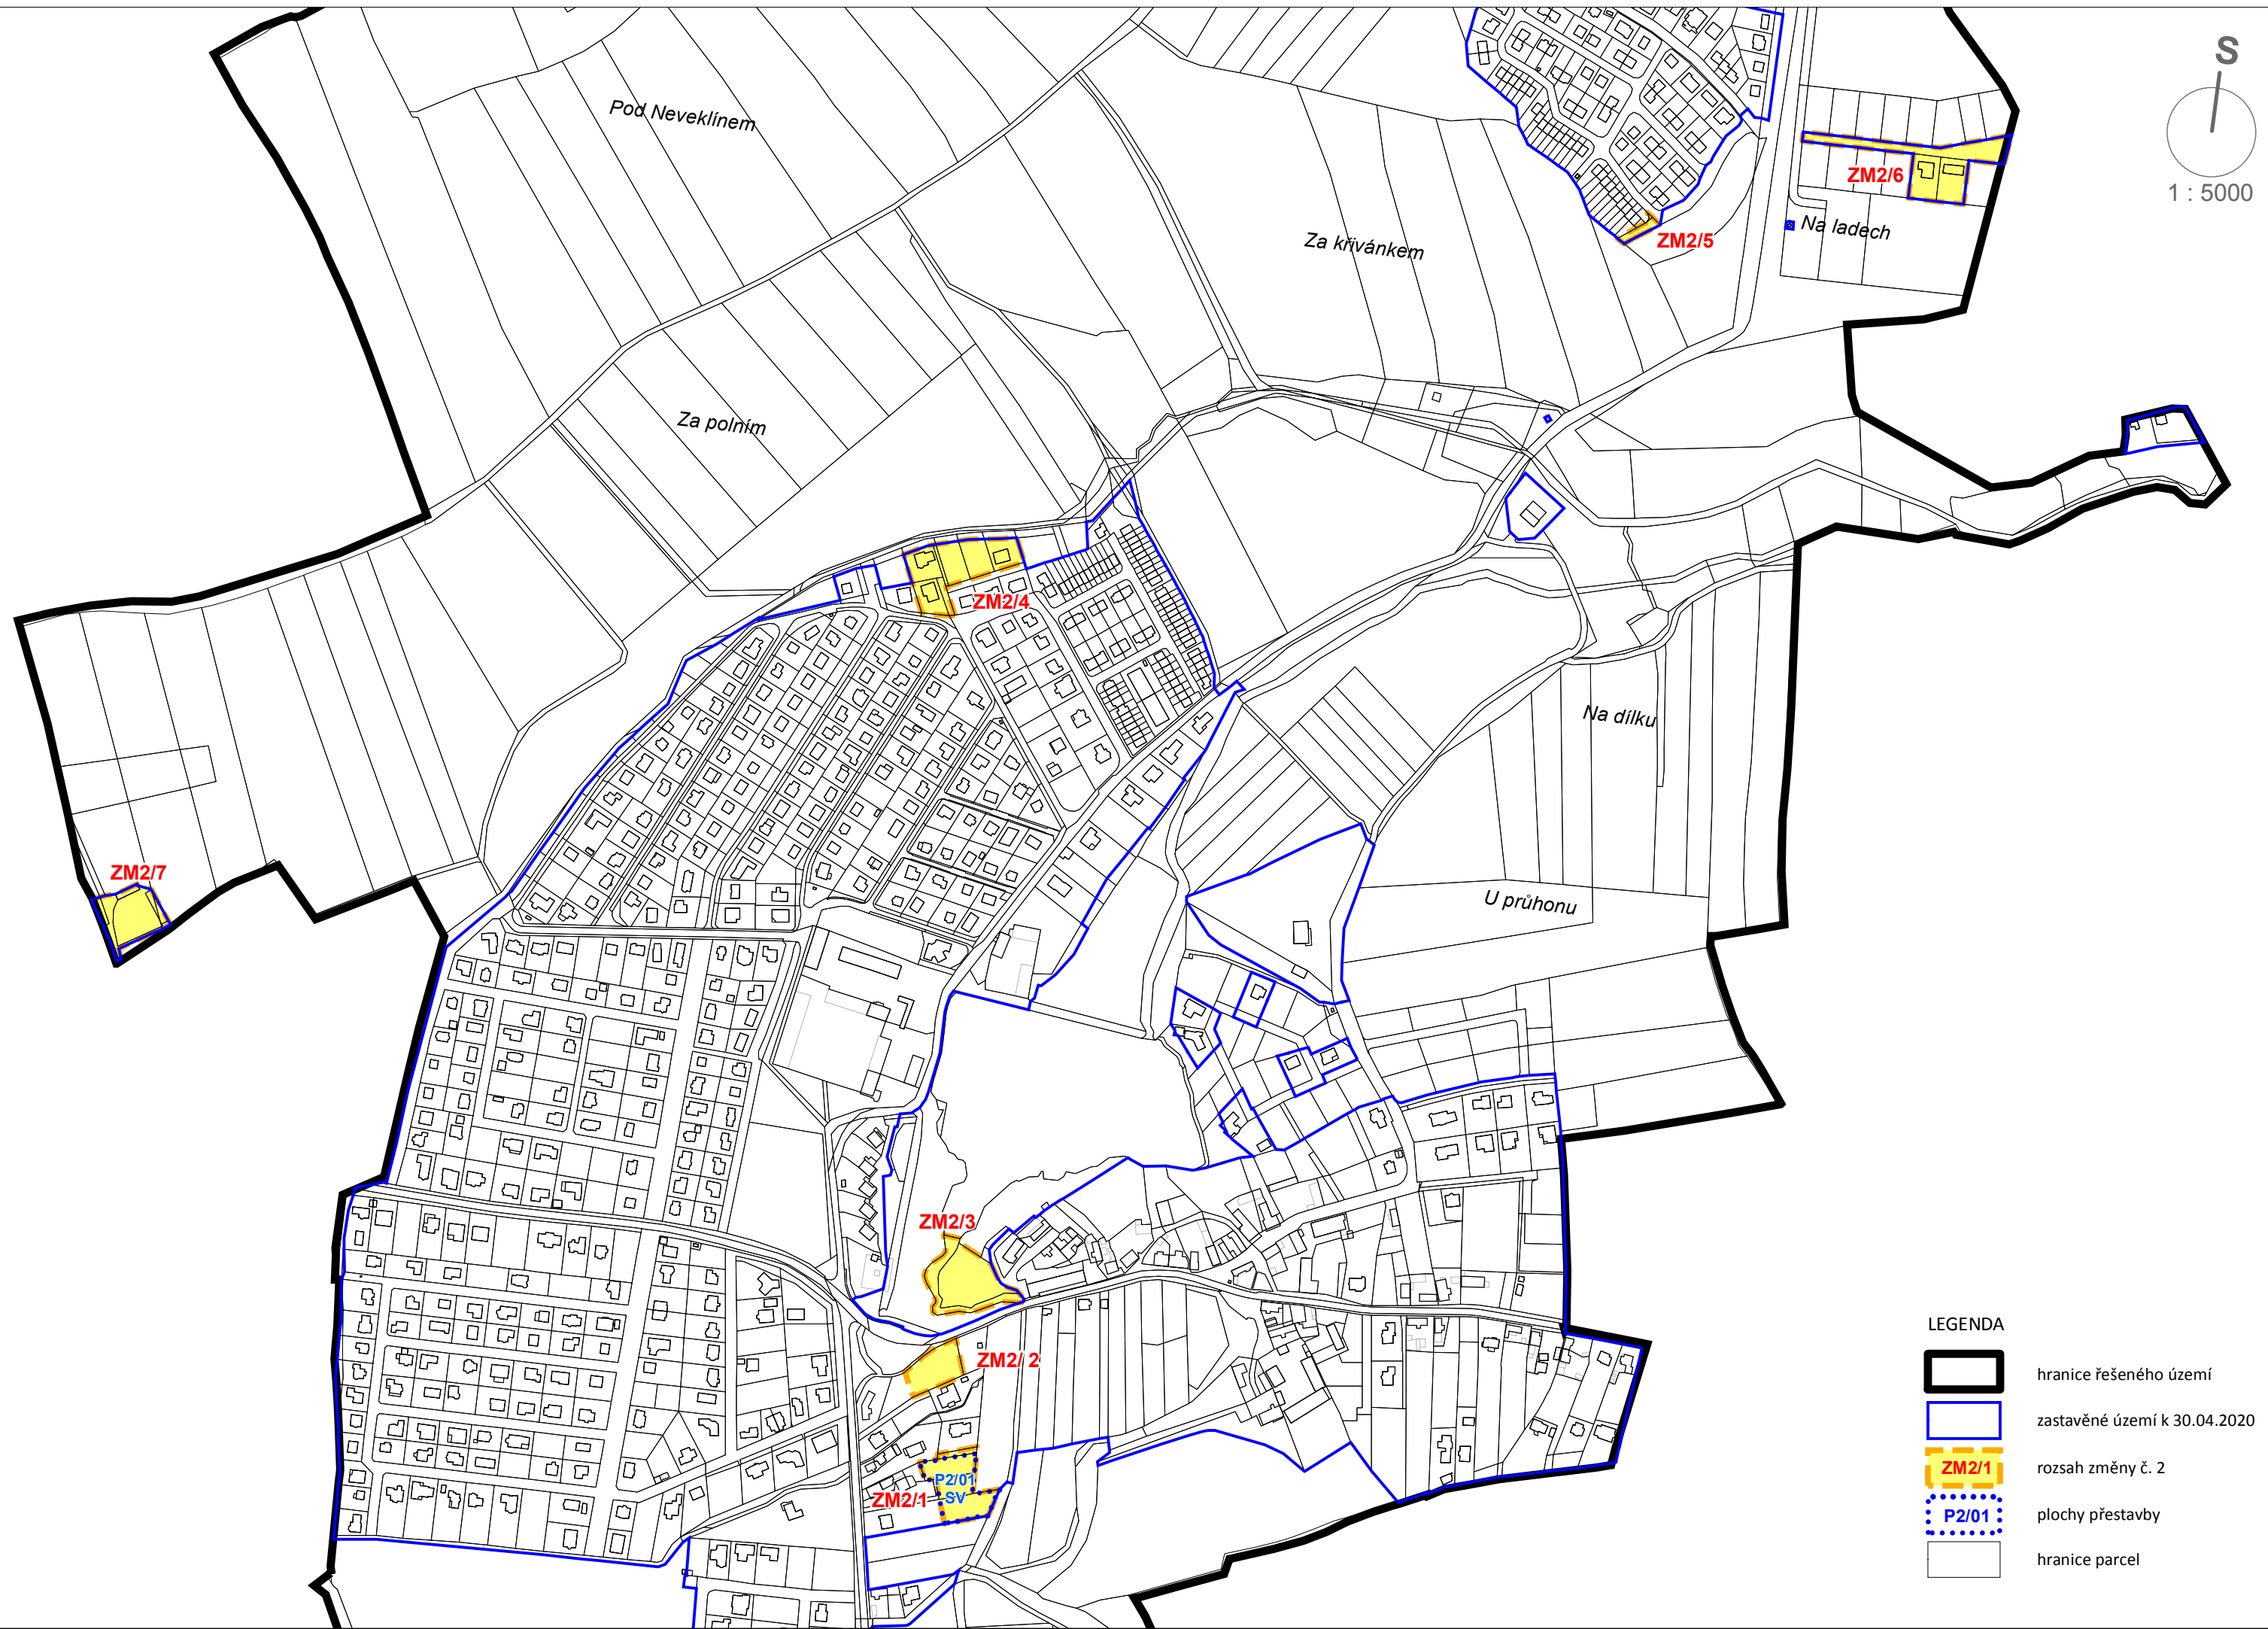 S
1 : 5000
Pod Neveklínem
ZM2/6
Na ladech
Za křivánkem
ZM2/5
Za polním
ZM2/4
Na dílku
ZM2/7
U průhonu
ZM2/3
ZM2/ 2
P2/01
SV
ZM2/1
LEGENDA
hranice řešeného území
zastavěné území k 30.04.2020
ZM2/1
rozsah změny č. 2
P2/01
plochy přestavby
hranice parcel